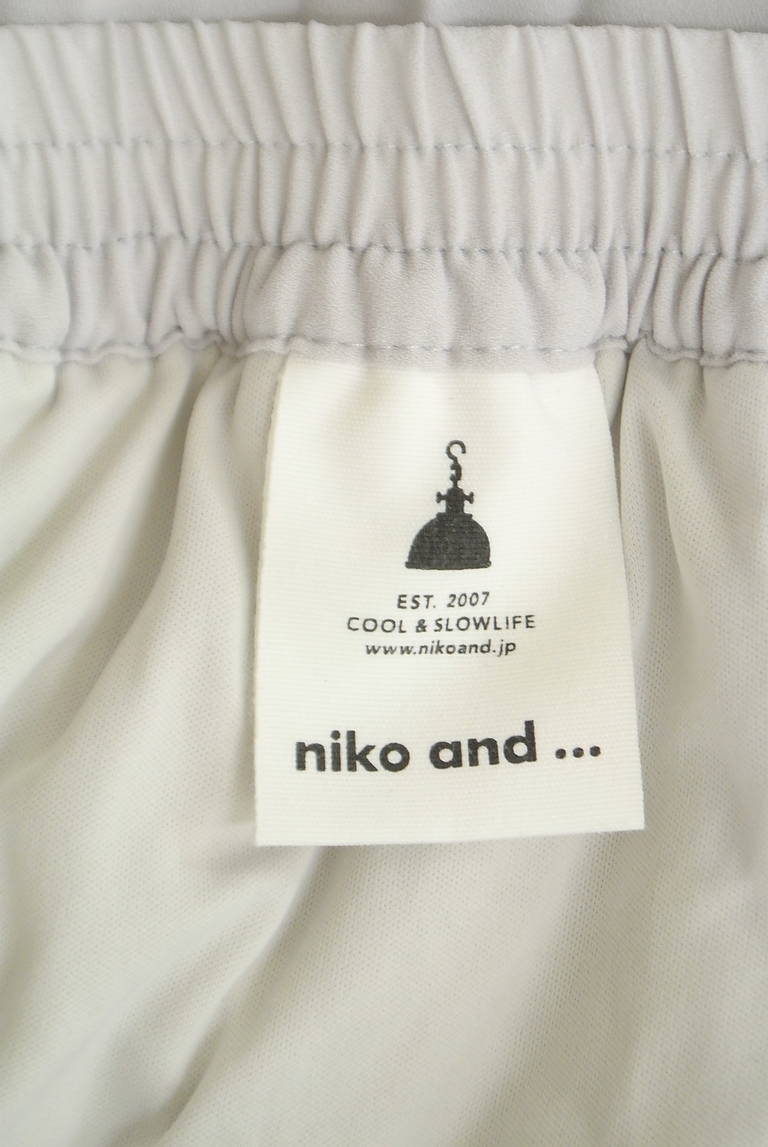 EST. 2007
COOL & SLOWLIFE
www.nikoand.jp
niko and ...